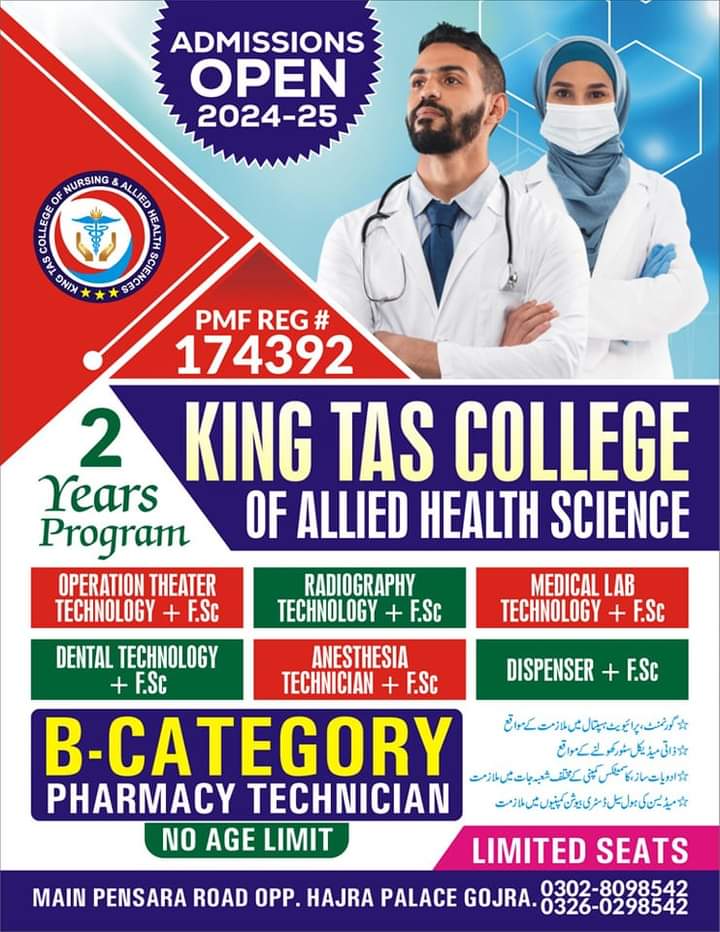 ADMISSIONS
OPEN
2024-25
KING TAS COLLEGE OF NURSING & ALLIED HEALTH SCIENCES
PMF REG #
174392
2
Years
Program
KING TAS COLLEGE
OF ALLIED HEALTH SCIENCE
OPERATION THEATER
TECHNOLOGY + F.Sc
RADIOGRAPHY
TECHNOLOGY + F.Sc
MEDICAL LAB
TECHNOLOGY + F.Sc
DENTAL TECHNOLOGY
+ F.Sc
ANESTHESIA
TECHNICIAN + F.Sc
DISPENSER + F.Sc
B-CATEGORY
PHARMACY TECHNICIAN
NO AGE LIMIT
☆ گورنمنٹ، پرائیویٹ ہسپتال میں ملازمت کے مواقع
☆ ذاتی میڈیکل سٹور کھولنے کے مواقع
☆ ادویات ساز، کاسمیٹکس کمپنی کے مختلف شعبہ جات میں ملازمت
☆ میڈیسن کی ہول سیل ڈسٹری بیوشن کمپنیوں میں ملازمت
LIMITED SEATS
MAIN PENSARA ROAD OPP. HAJRA PALACE GOJRA.
0302-8098542
0326-0298542